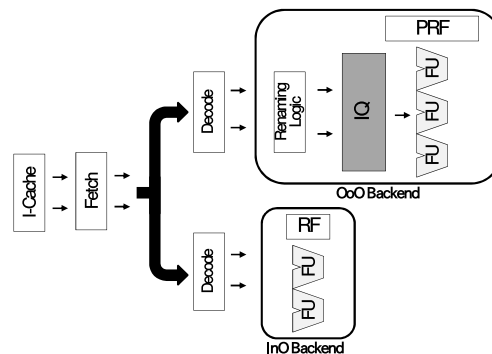 I-Cache
Fetch
Decode
Renaming
Logic
IQ
PRF
FU
FU
FU
OoO Backend
Decode
RF
FU
FU
InO Backend